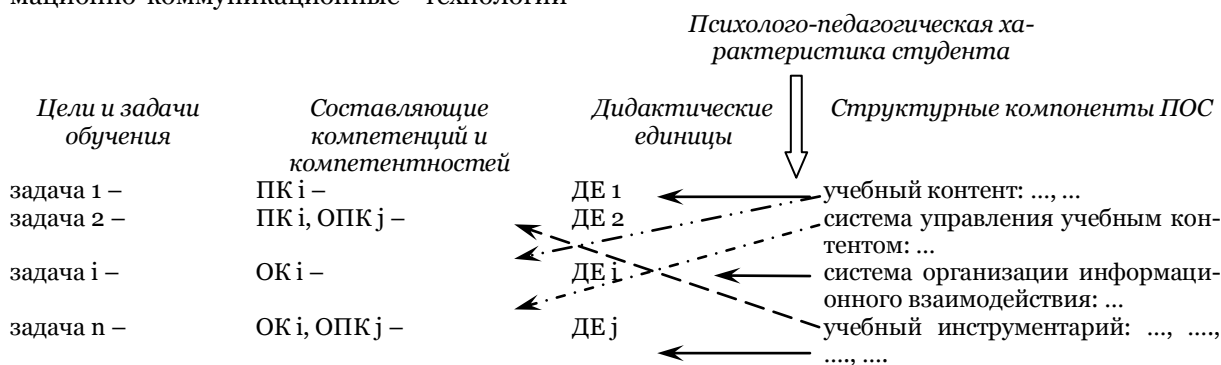 мационно-коммуникационные технологии
Психолого-педагогическая ха-
рактеристика студента
Цели и задачи
обучения
Составляющие
компетенций и
компетентностей
Дидактические
единицы
Структурные компоненты ПОС
задача 1 – ПК i – ДЕ 1 учебный контент: ..., ...
задача 2 – ПК i, ОПК j – ДЕ 2 система управления учебным кон-
тентом: ...
задача i – ОК i – ДЕ i система организации информаци-
онного взаимодействия: ...
задача n – ОК i, ОПК j – ДЕ j учебный инструментарий: ..., ....,
...., ....